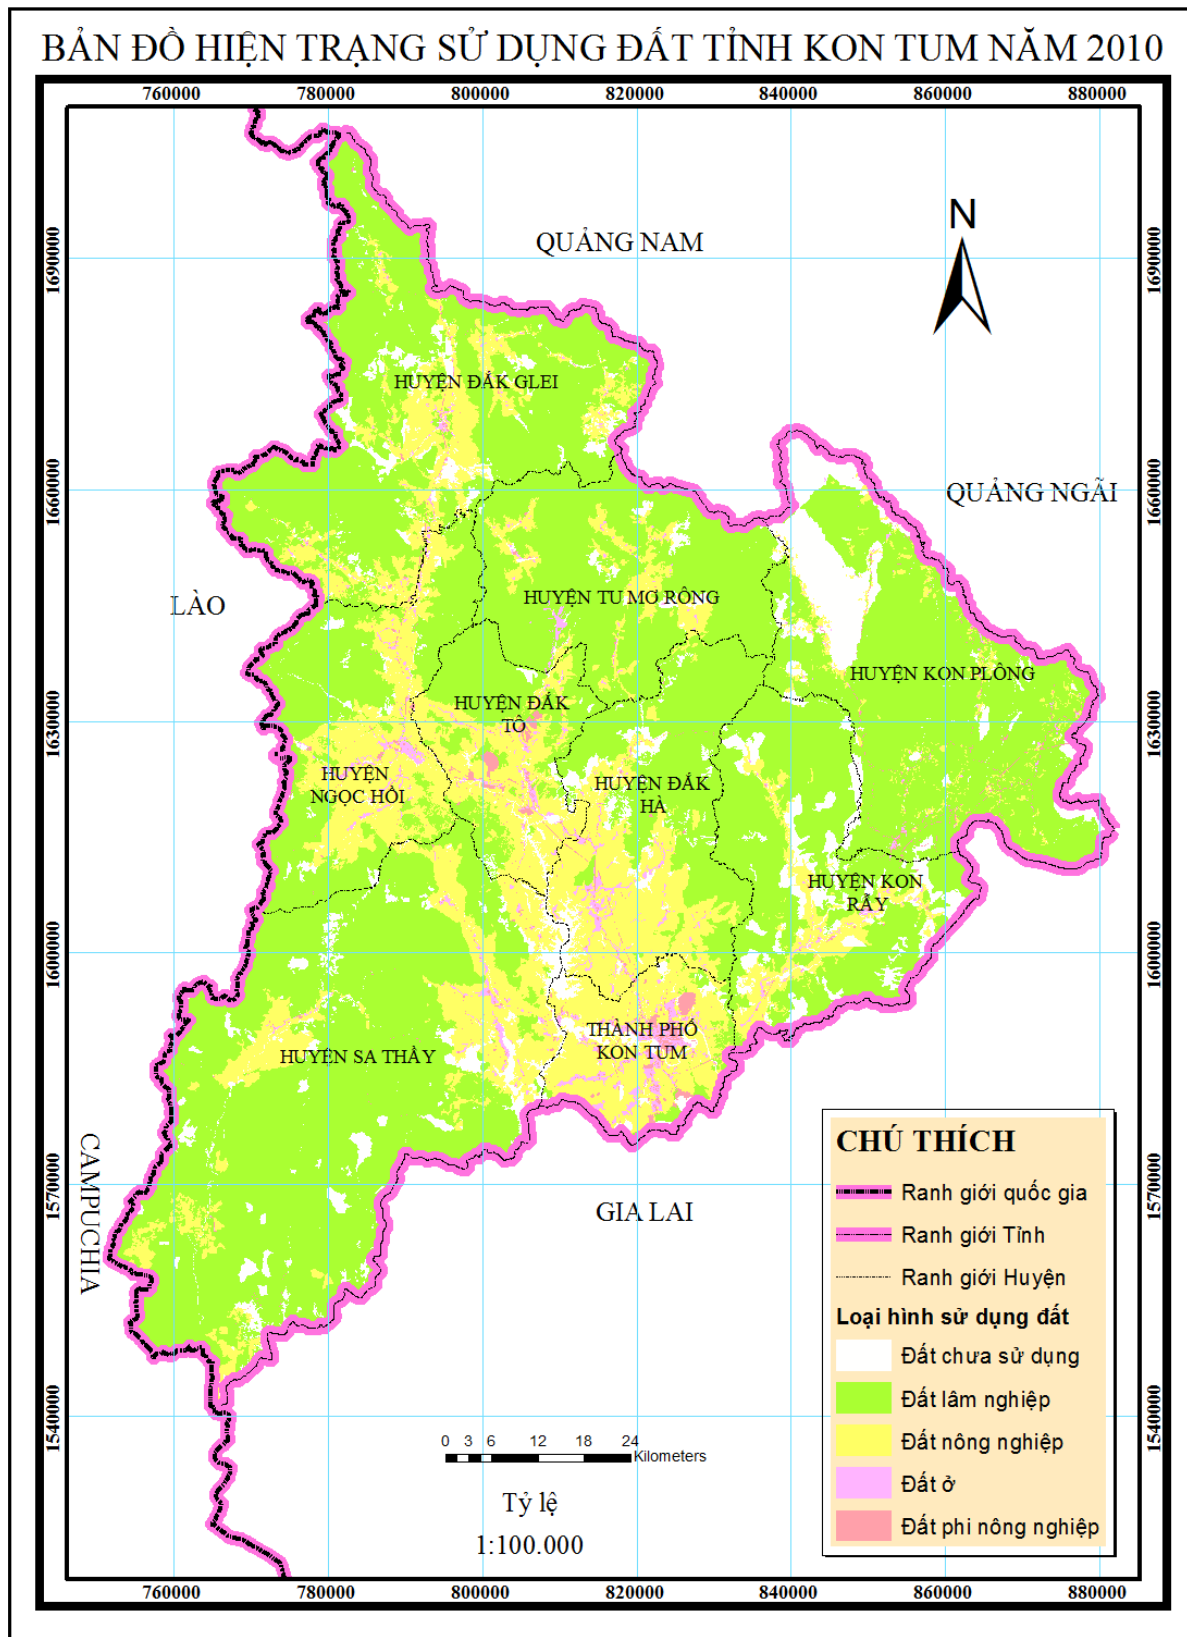 BẢN ĐỒ HIỆN TRẠNG SỬ DỤNG ĐẤT TỈNH KON TUM NĂM 2010
760000 780000 800000 820000 840000 860000 880000
N
QUẢNG NAM
1690000
1690000
HUYỆN ĐẮK GLEI
1660000
QUẢNG NGÃI
1660000
LÀO
HUYỆN TU MƠ RÔNG
HUYỆN KON PLÔNG
HUYỆN ĐẮK
TÔ
1630000
1630000
HUYỆN
NGỌC HỒI
HUYỆN ĐẮK
HÀ
HUYỆN KON
RẪY
1600000
1600000
THÀNH PHỐ
KON TUM
HUYỆN SA THẦY
CAMPUCHIA
1570000
GIA LAI
1570000
CHÚ THÍCH
Ranh giới quốc gia
Ranh giới Tỉnh
Ranh giới Huyện
Loại hình sử dụng đất
Đất chưa sử dụng
Đất lâm nghiệp
Đất nông nghiệp
Đất ở
Đất phi nông nghiệp
1540000
1540000
0 3 6 12 18 24
Kilometers
Tỷ lệ
1:100.000
760000 780000 800000 820000 840000 860000 880000